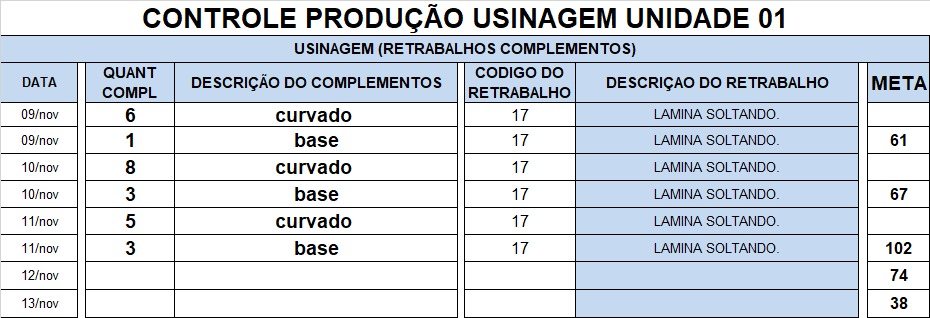 CONTROLE PRODUÇÃO USINAGEM UNIDADE 01
USINAGEM (RETRABALHOS COMPLEMENTOS)
DATA QUANT COMPL DESCRIÇÃO DO COMPLEMENTOS CODIGO DO RETRABALHO DESCRIÇAO DO RETRABALHO META
09/nov 6 curvado 17 LAMINA SOLTANDO.
09/nov 1 base 17 LAMINA SOLTANDO. 61
10/nov 8 curvado 17 LAMINA SOLTANDO.
10/nov 3 base 17 LAMINA SOLTANDO. 67
11/nov 5 curvado 17 LAMINA SOLTANDO.
11/nov 3 base 17 LAMINA SOLTANDO. 102
12/nov 74
13/nov 38